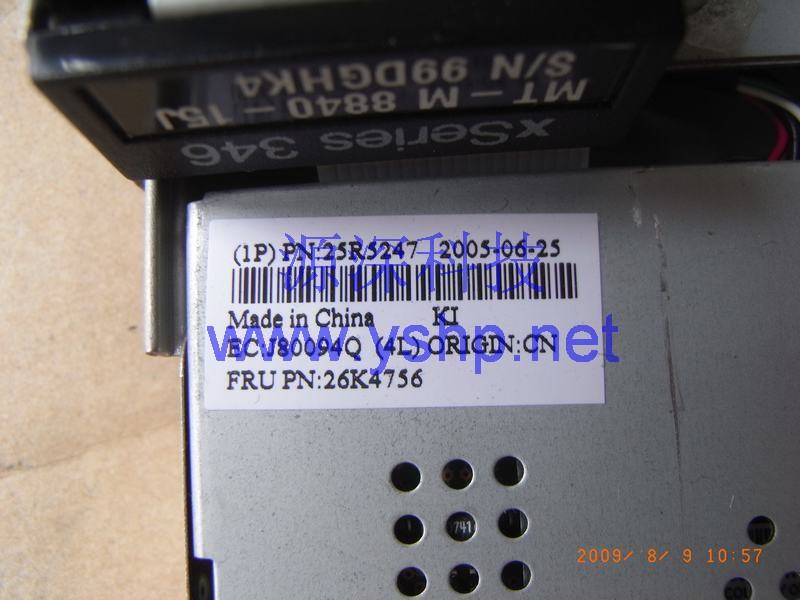 xSeries 346
MT-M 8840-15J
S/N 99DGHK4
(1P) PN:25R5247 2005-06-25
源深科技
Made in China KI
www.yshp.net
EC:J80094Q (4L) ORIGIN:CN
FRU PN:26K4756
741
2009/ 8/ 9 10:57